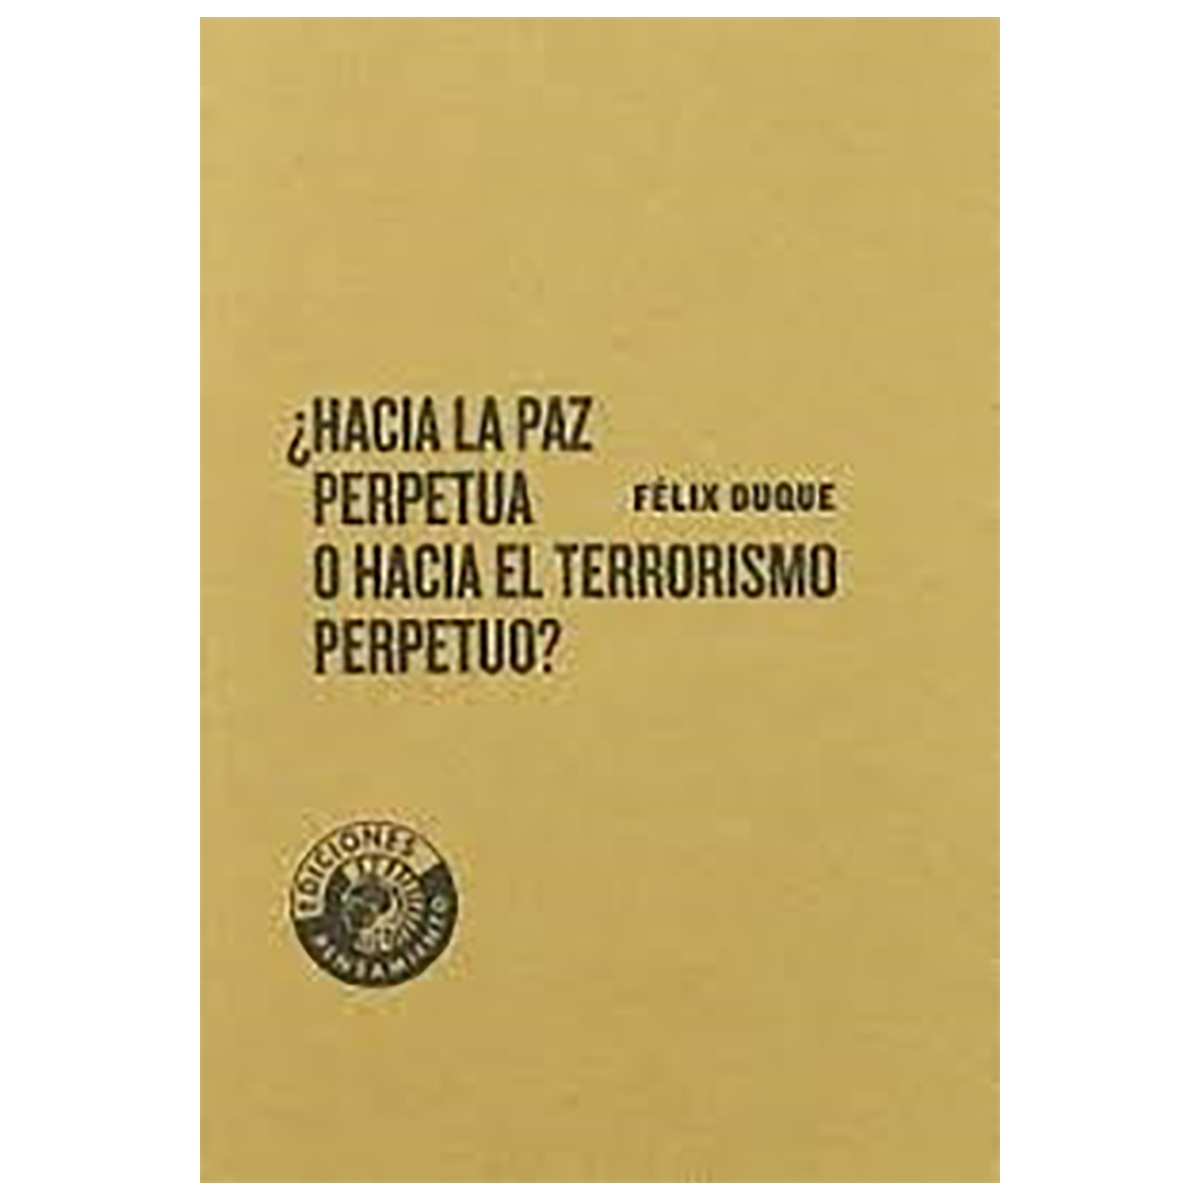 ¿HACIA LA PAZ
PERPETUA
FÉLIX DUQUE
O HACIA EL TERRORISMO
PERPETUO?
EDICIONES
PENSAMIENTO